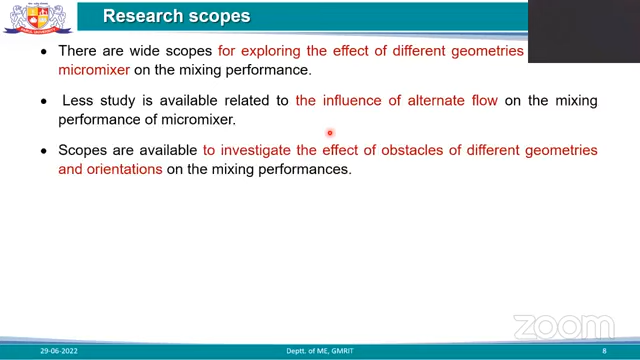 Research scopes
• There are wide scopes for exploring the effect of different geometries
micromixer on the mixing performance.
• Less study is available related to the influence of alternate flow on the mixing
performance of micromixer.
• Scopes are available to investigate the effect of obstacles of different geometries
and orientations on the mixing performances.
zoom
29-06-2022 Deptt. of ME, GMRIT 8